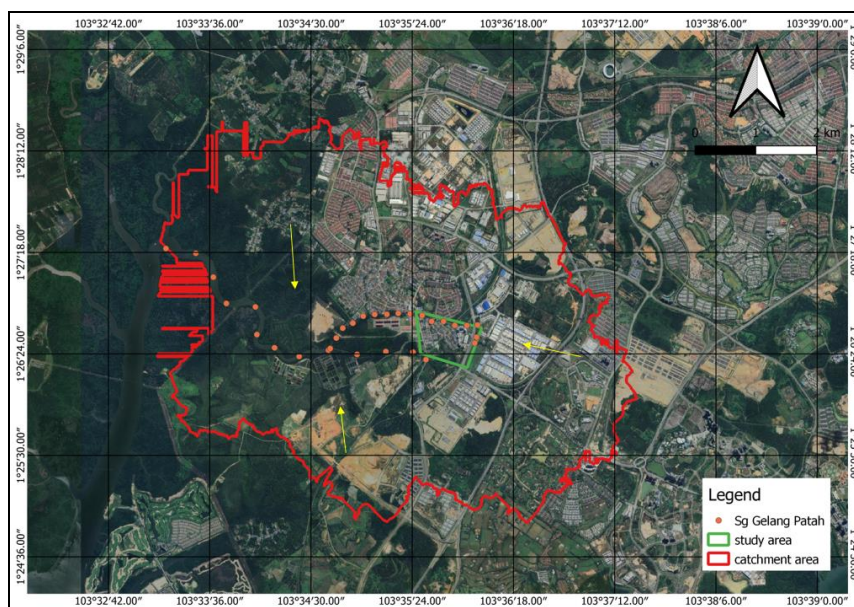 103°32'42.00" 103°33'36.00" 103°34'30.00" 103°35'24.00" 103°36'18.00" 103°37'12.00" 103°38'6.00" 103°39'0.00"
1°29'6.00"
1°28'12.00"
1°27'18.00"
1°26'24.00"
1°25'30.00"
1°24'36.00"
0 1 2 km
Legend
Sg Gelang Patah
study area
catchment area
103°32'42.00" 103°33'36.00" 103°34'30.00" 103°35'24.00" 103°36'18.00" 103°37'12.00" 103°38'6.00" 103°39'0.00"